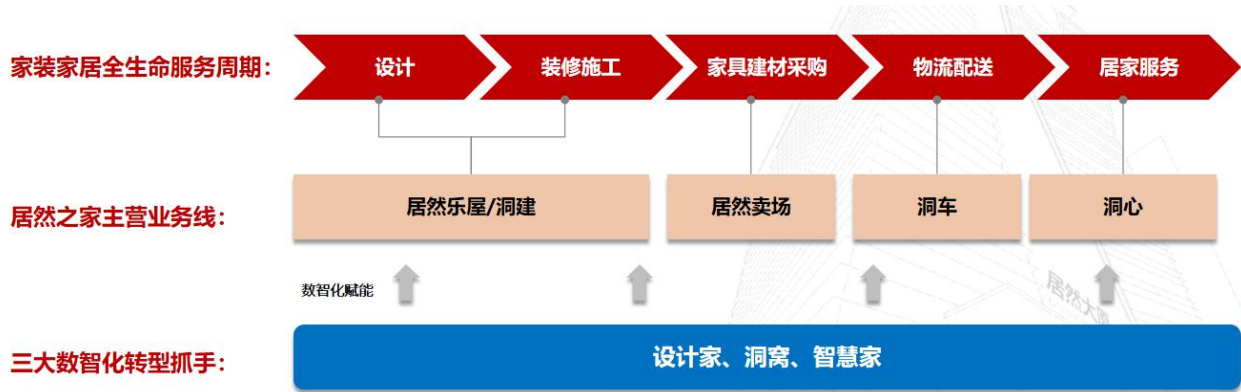 家装家居全生命服务周期：
设计
装修施工
家具建材采购
物流配送
居家服务
居然之家主营业务线：
居然乐屋/洞建
居然卖场
洞车
洞心
数智化赋能
居然大厦
三大数智化转型抓手：
设计家、洞窝、智慧家